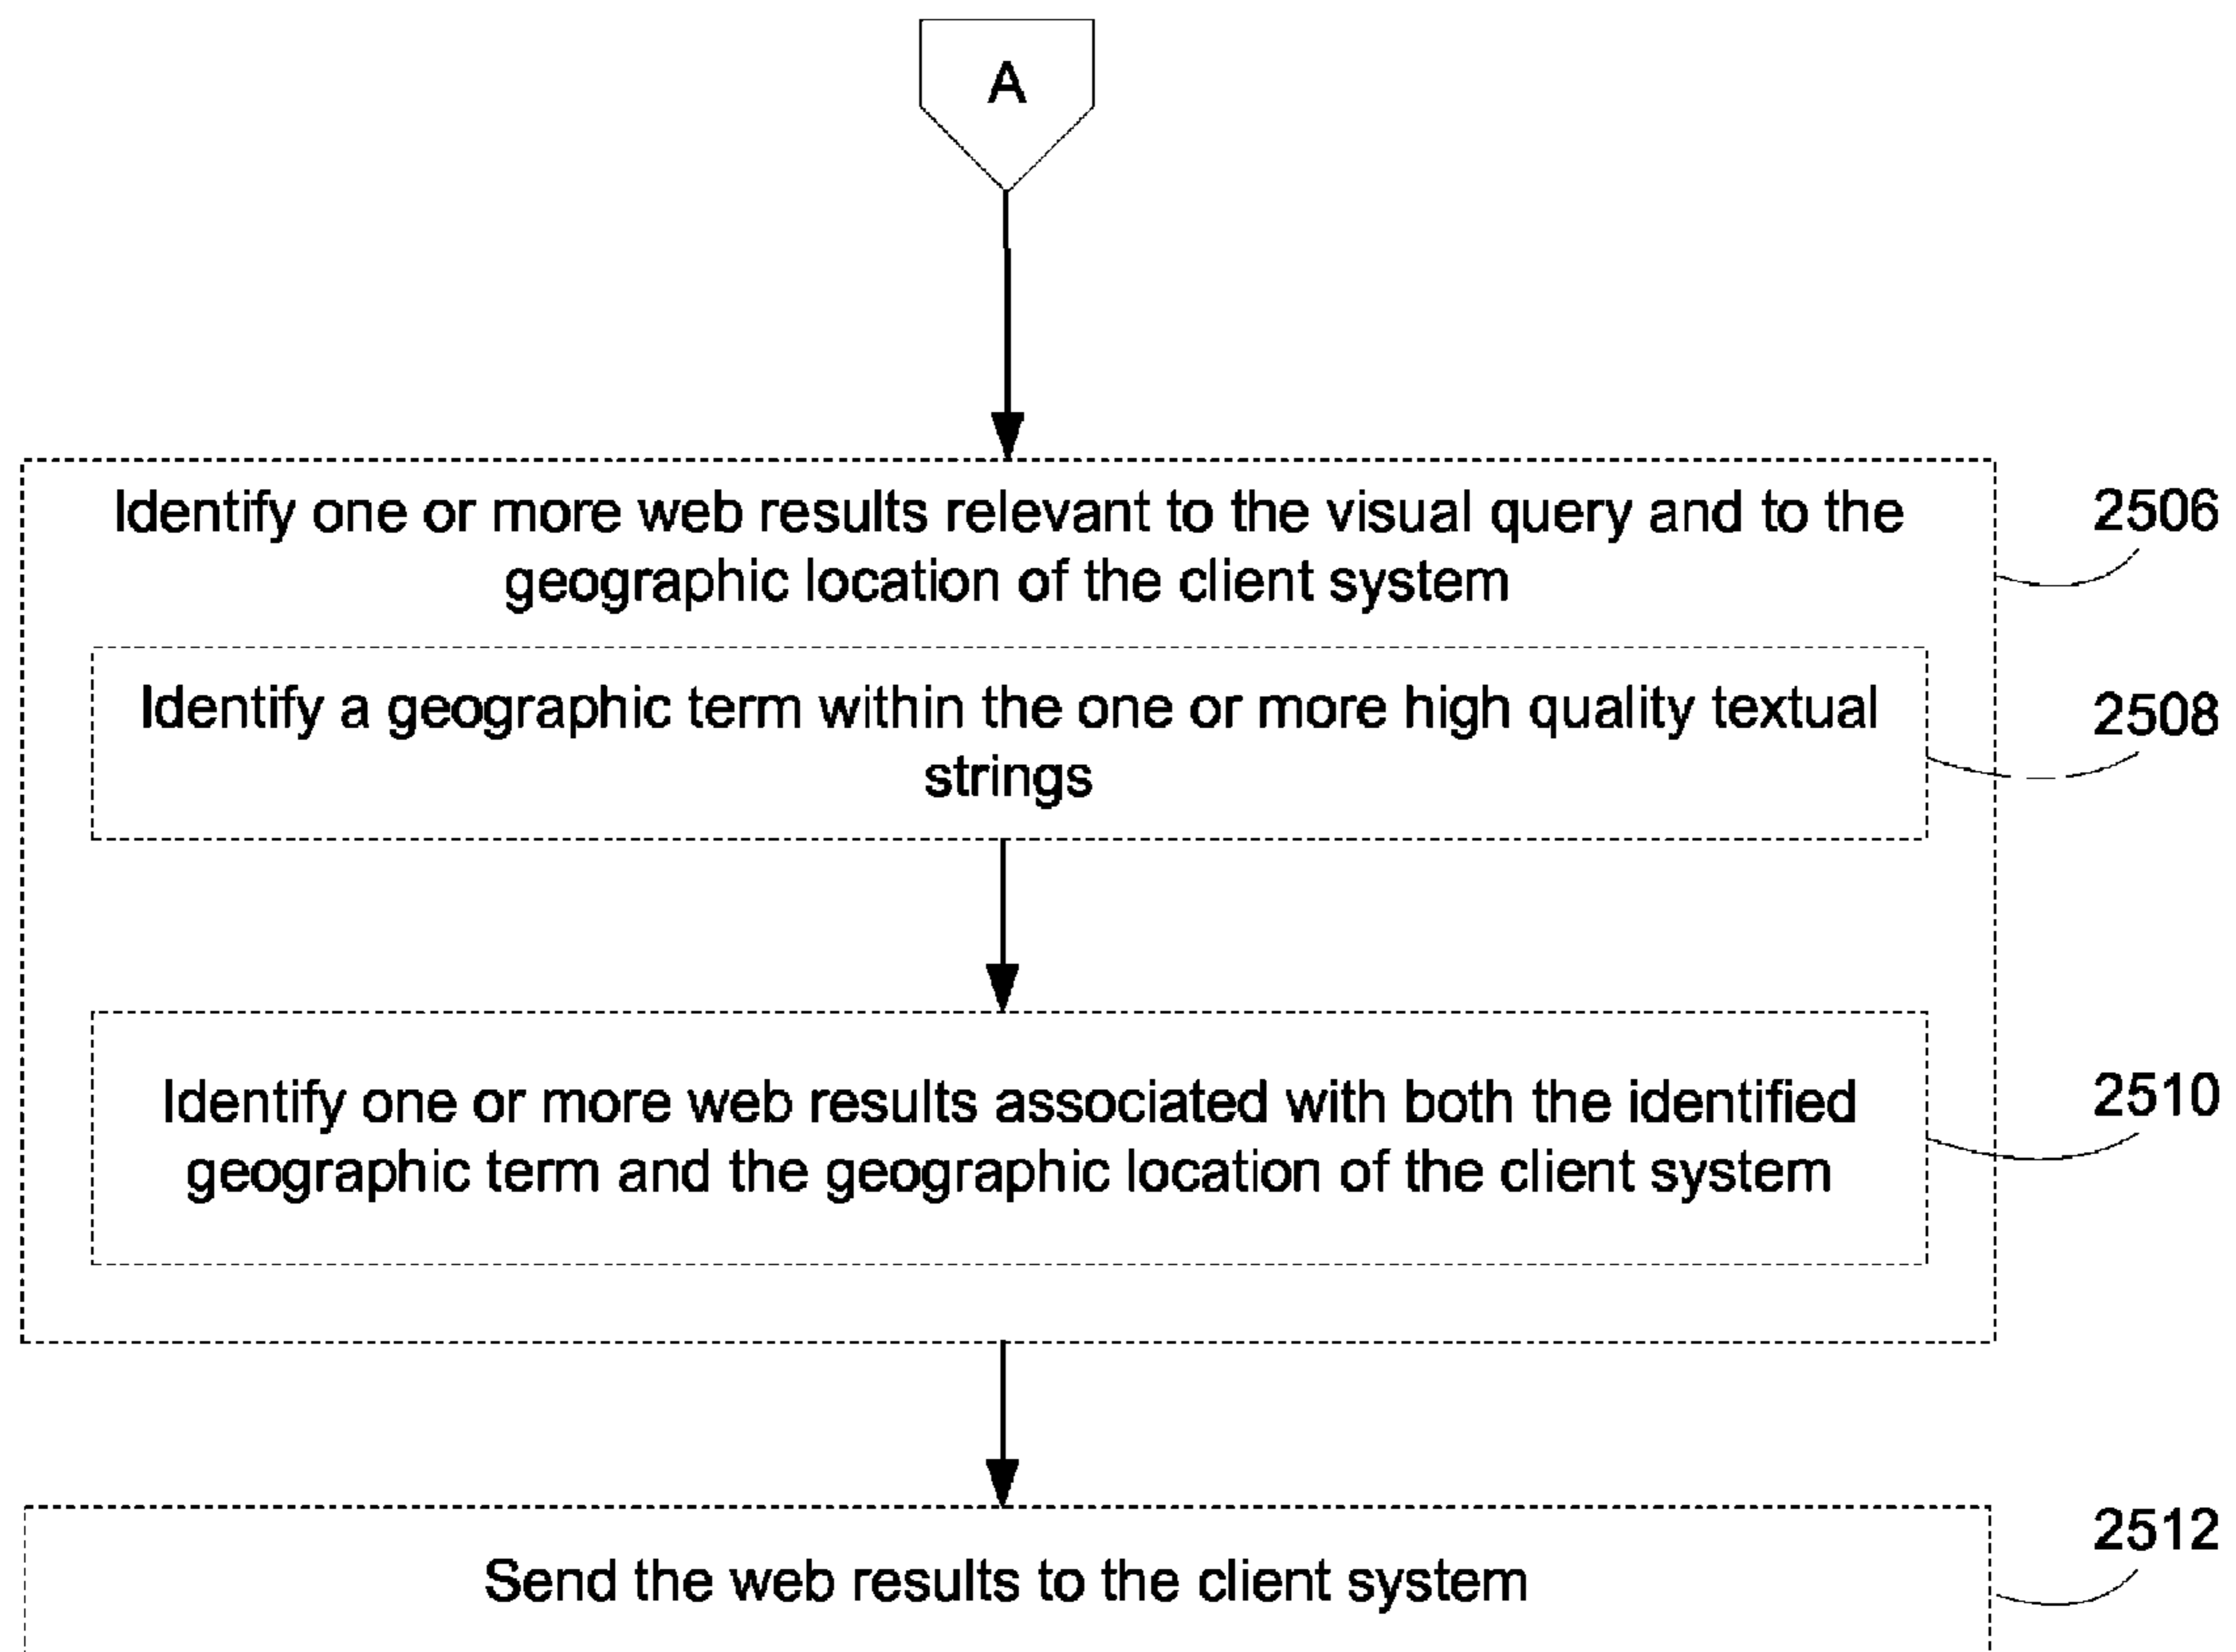 A
Identify one or more web results relevant to the visual query and to the
geographic location of the client system
2506
Identify a geographic term within the one or more high quality textual
strings
2508
Identify one or more web results associated with both the identified
geographic term and the geographic location of the client system
2510
Send the web results to the client system
2512